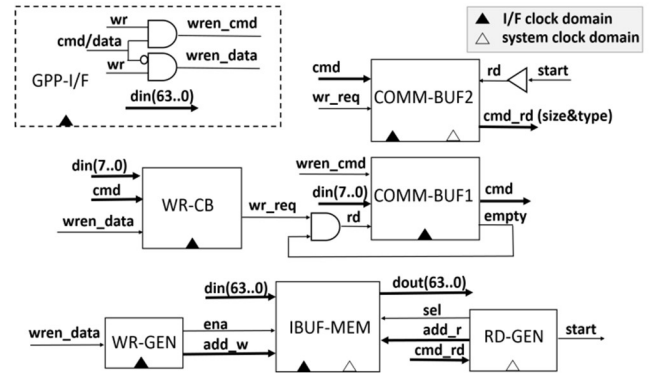 wr
cmd/data
wr
wren_cmd
wren_data
GPP-I/F
din(63..0)
I/F clock domain
system clock domain
cmd
wr_req
COMM-BUF2
rd
start
cmd_rd (size&type)
din(7..0)
cmd
wren_data
WR-CB
wr_req
rd
wren_cmd
din(7..0)
COMM-BUF1
cmd
empty
din(63..0)
wren_data
WR-GEN
ena
add_w
IBUF-MEM
dout(63..0)
sel
add_r
cmd_rd
RD-GEN
start